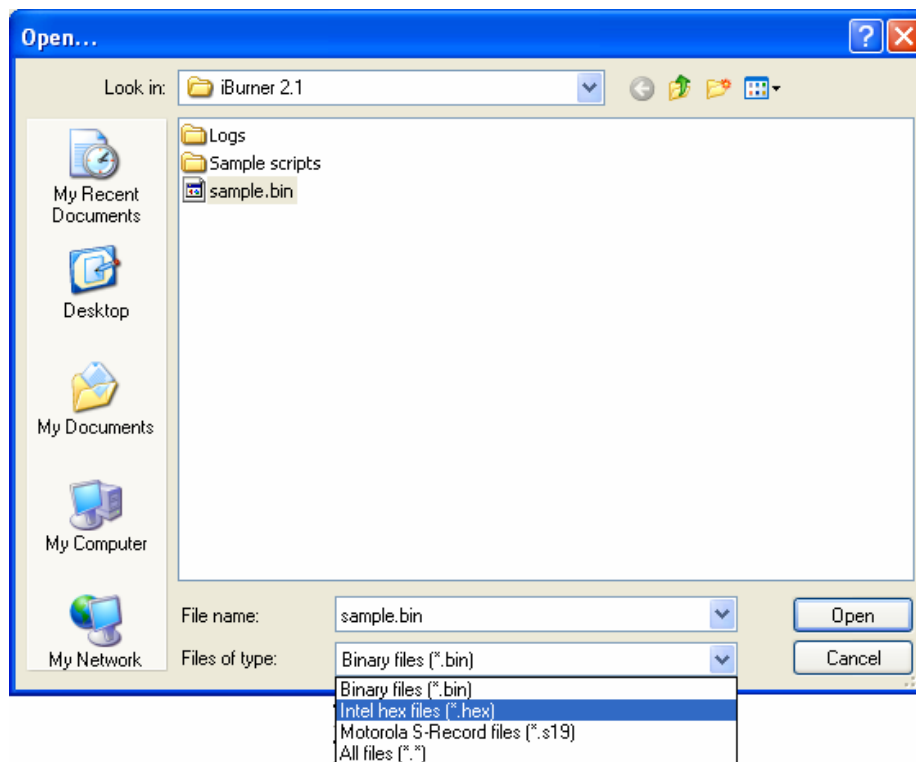 Open...
Look in:
iBurner 2.1
Logs
Sample scripts
sample.bin
My Recent
Documents
Desktop
My Documents
My Computer
My Network
File name:
sample.bin
Open
Files of type:
Binary files (*.bin)
Cancel
Binary files (*.bin)
Intel hex files (*.hex)
Motorola S-Record files (*.s19)
All files (*.*)